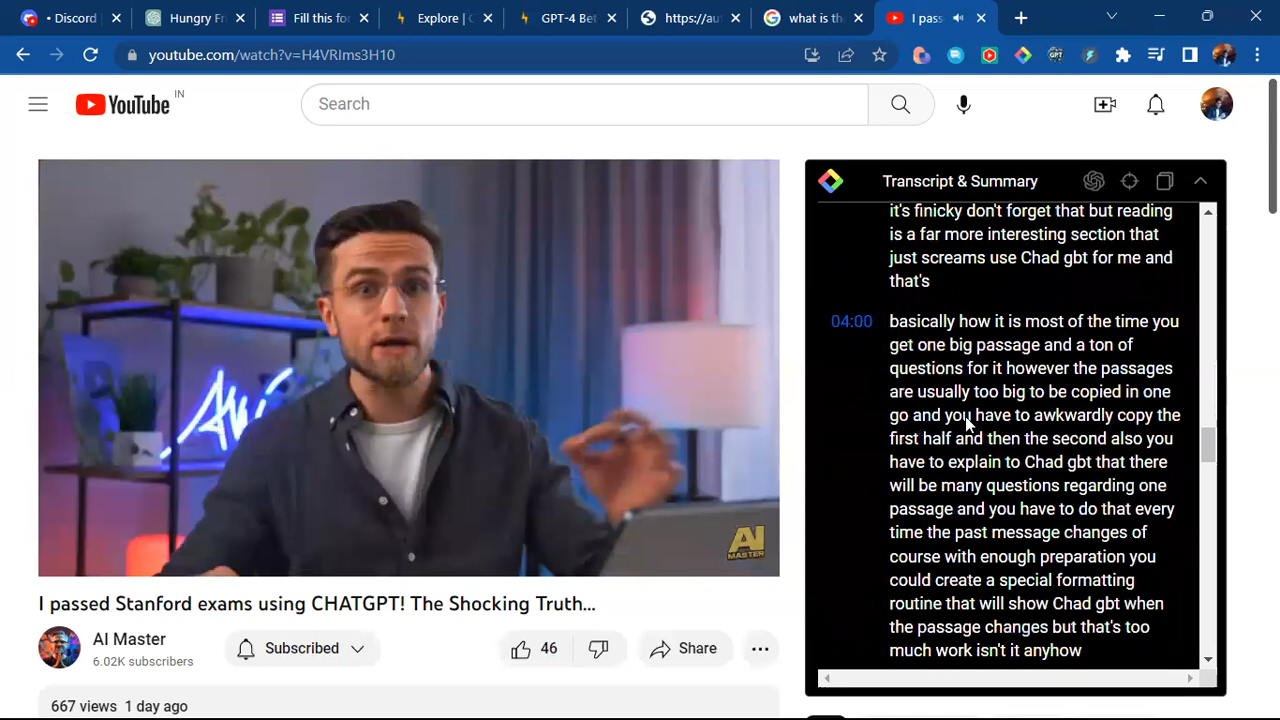 • Discord |
Hungry Fr
Fill this fo
Explore | C
GPT-4 Bet
https://au
what is the
I pass
youtube.com/watch?v=H4VRIms3H10
GPT
YouTube
IN
Search
AI
MASTER
Transcript & Summary
it's finicky don't forget that but reading
is a far more interesting section that
just screams use Chad gbt for me and
that's
04:00
basically how it is most of the time you
get one big passage and a ton of
questions for it however the passages
are usually too big to be copied in one
go and you have to awkwardly copy the
first half and then the second also you
have to explain to Chad gbt that there
will be many questions regarding one
passage and you have to do that every
time the past message changes of
course with enough preparation you
could create a special formatting
routine that will show Chad gbt when
the passage changes but that's too
much work isn't it anyhow
I passed Stanford exams using CHATGPT! The Shocking Truth...
AI Master
6.02K subscribers
Subscribed
46
Share
667 views 1 day ago